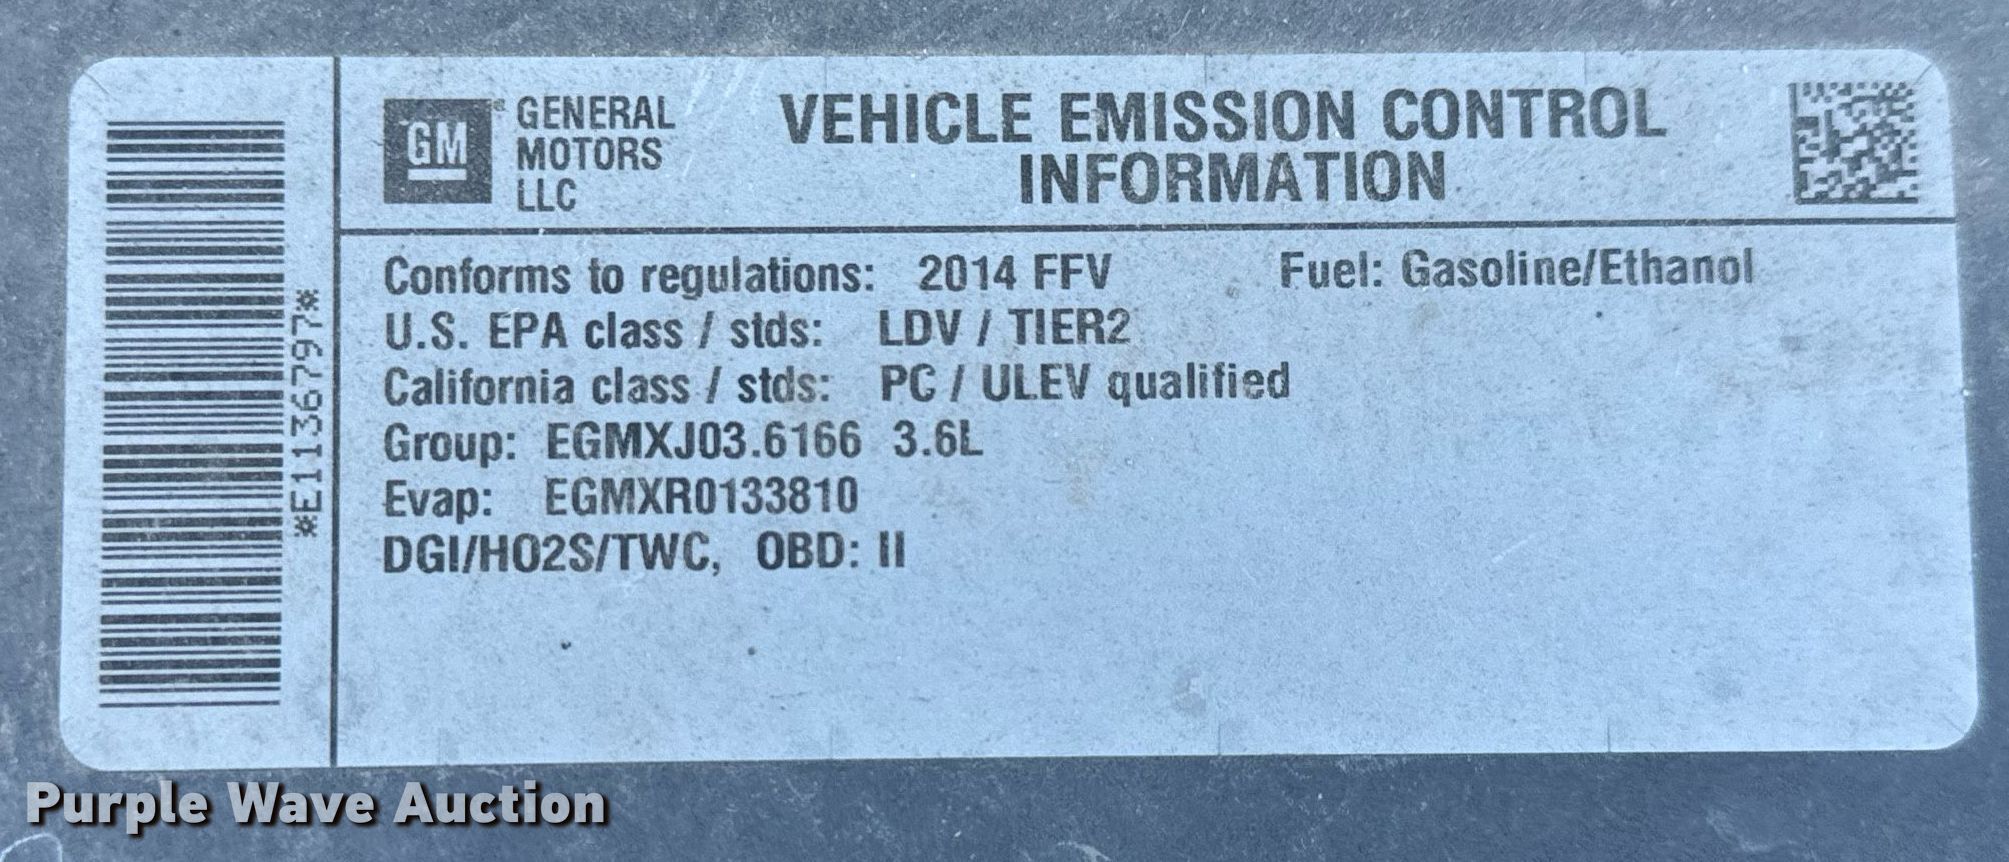 *E1136797*
GM
GENERAL
MOTORS
LLC
VEHICLE EMISSION CONTROL
INFORMATION
Conforms to regulations: 2014 FFV Fuel: Gasoline/Ethanol
U.S. EPA class / stds: LDV / TIER2
California class / stds: PC / ULEV qualified
Group: EGMXJ03.6166 3.6L
Evap: EGMXR0133810
DGI/HO2S/TWC, OBD: II
Purple Wave Auction